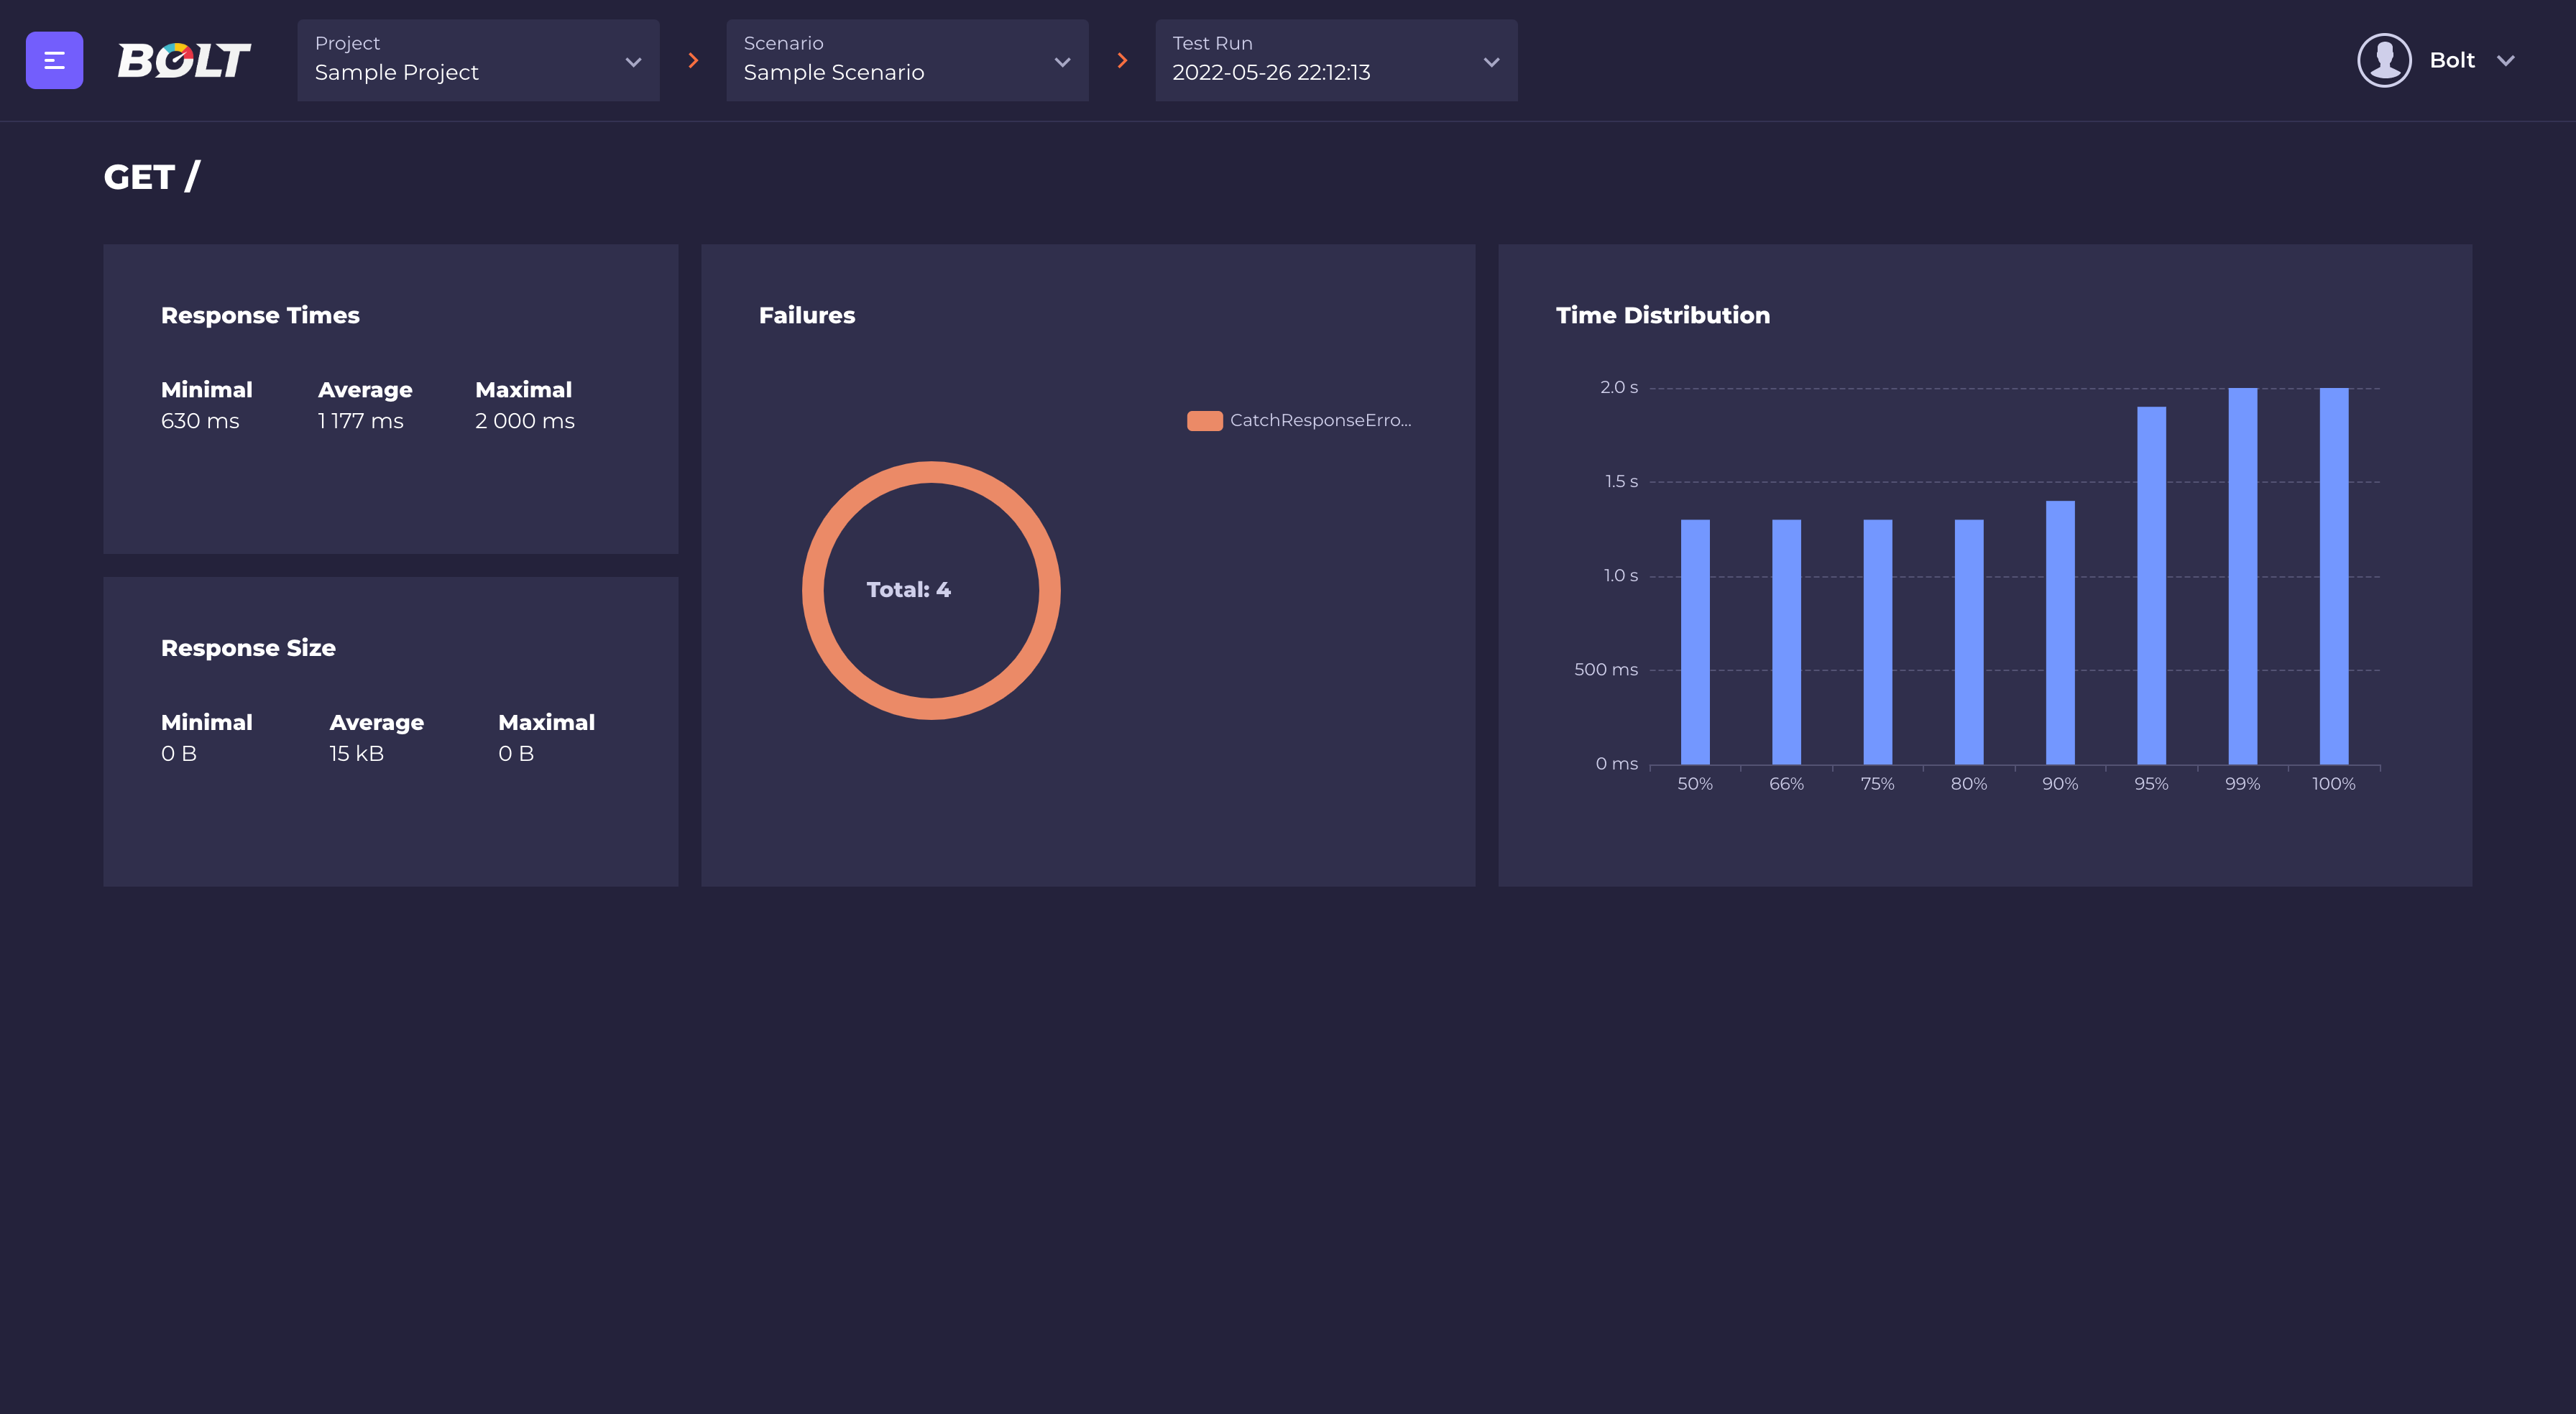 BOLT
Project
Sample Project
Scenario
Sample Scenario
Test Run
2022-05-26 22:12:13
Bolt
GET /
Response Times
Minimal Average Maximal
630 ms 1 177 ms 2 000 ms
Response Size
Minimal Average Maximal
0 B 15 kB 0 B
Failures
CatchResponseErro...
Total: 4
Time Distribution
2.0 s
1.5 s
1.0 s
500 ms
0 ms
50% 66% 75% 80% 90% 95% 99% 100%